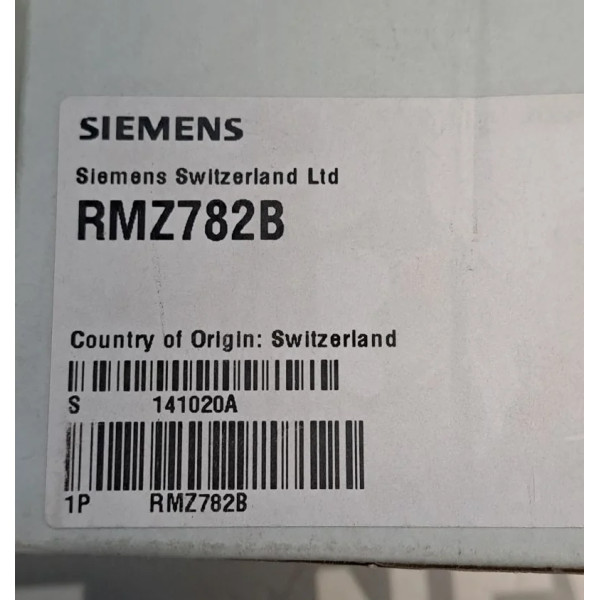 SIEMENS
Siemens Switzerland Ltd
RMZ782B
Country of Origin: Switzerland
S 141020A
1P RMZ782B